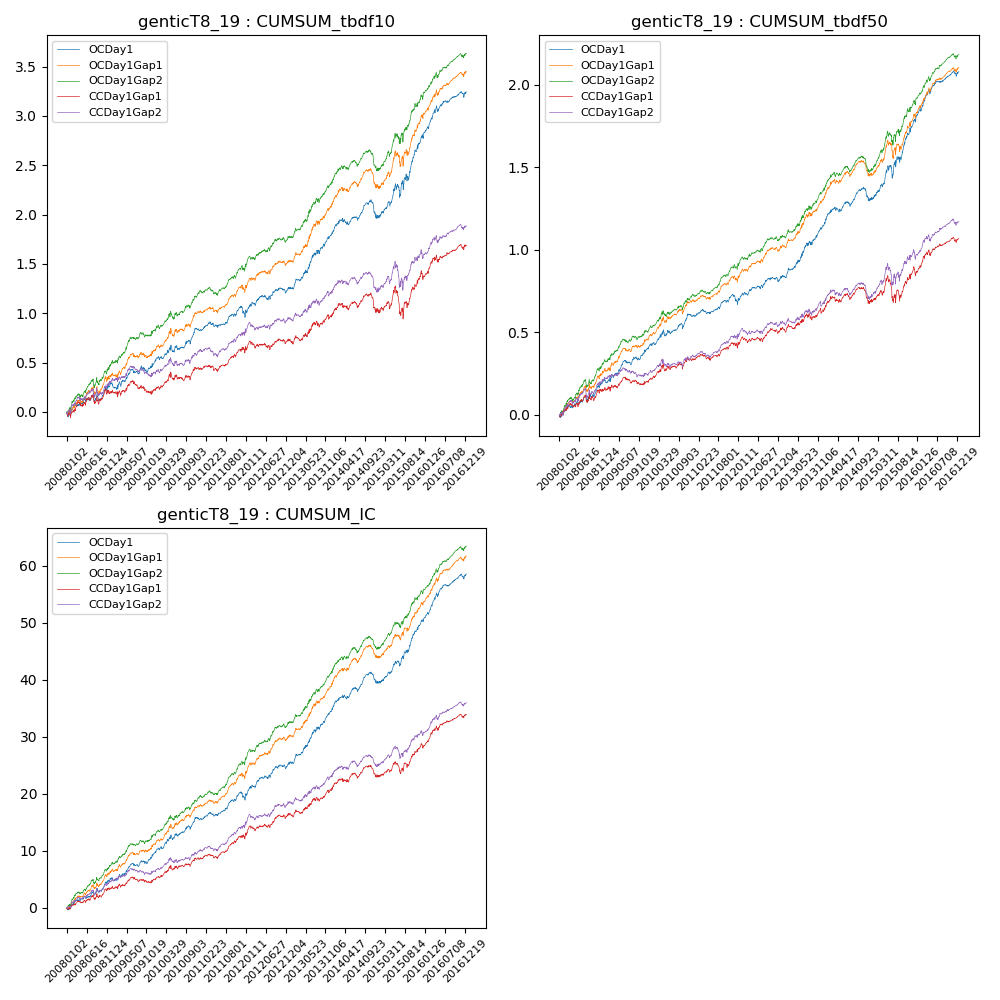 genticT8_19 : CUMSUM_tbdf10
OCDay1
OCDay1Gap1
OCDay1Gap2
CCDay1Gap1
CCDay1Gap2
3.5
3.0
2.5
2.0
1.5
1.0
0.5
0.0
20080102 20080616 20081124 20090507 20091019 20100329 20100903 20110223 20110801 20120111 20120627 20121204 20130523 20131106 20140417 20140923 20150311 20150814 20160126 20160708 20161219
genticT8_19 : CUMSUM_tbdf50
OCDay1
OCDay1Gap1
OCDay1Gap2
CCDay1Gap1
CCDay1Gap2
2.0
1.5
1.0
0.5
0.0
20080102 20080616 20081124 20090507 20091019 20100329 20100903 20110223 20110801 20120111 20120627 20121204 20130523 20131106 20140417 20140923 20150311 20150814 20160126 20160708 20161219
genticT8_19 : CUMSUM_IC
OCDay1
OCDay1Gap1
OCDay1Gap2
CCDay1Gap1
CCDay1Gap2
60
50
40
30
20
10
0
20080102 20080616 20081124 20090507 20091019 20100329 20100903 20110223 20110801 20120111 20120627 20121204 20130523 20131106 20140417 20140923 20150311 20150814 20160126 20160708 20161219